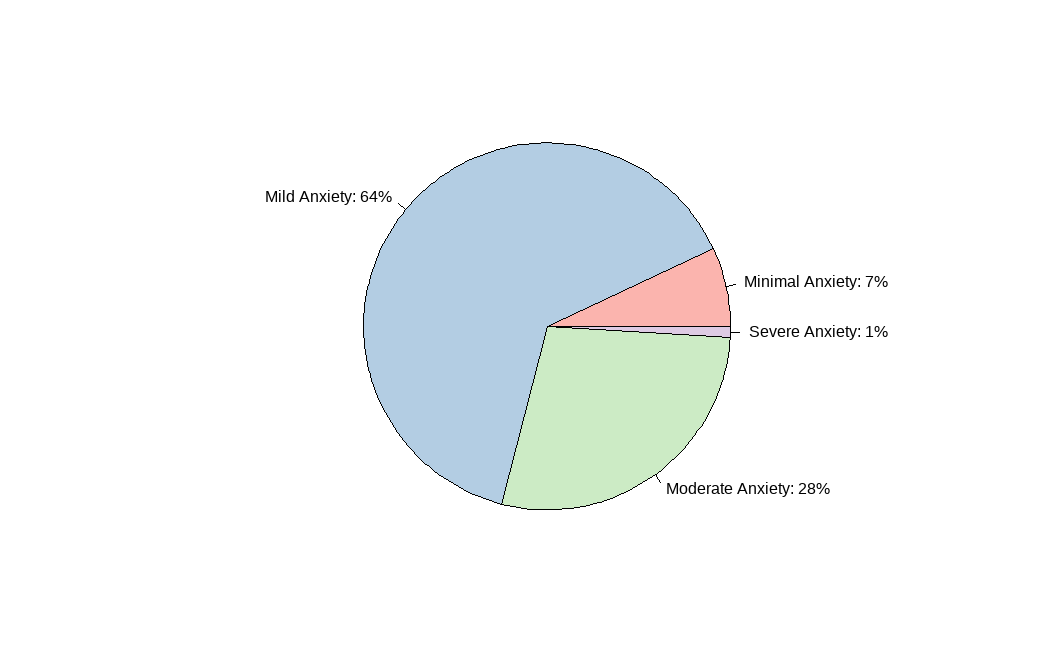 Mild Anxiety: 64%
Minimal Anxiety: 7%
Severe Anxiety: 1%
Moderate Anxiety: 28%